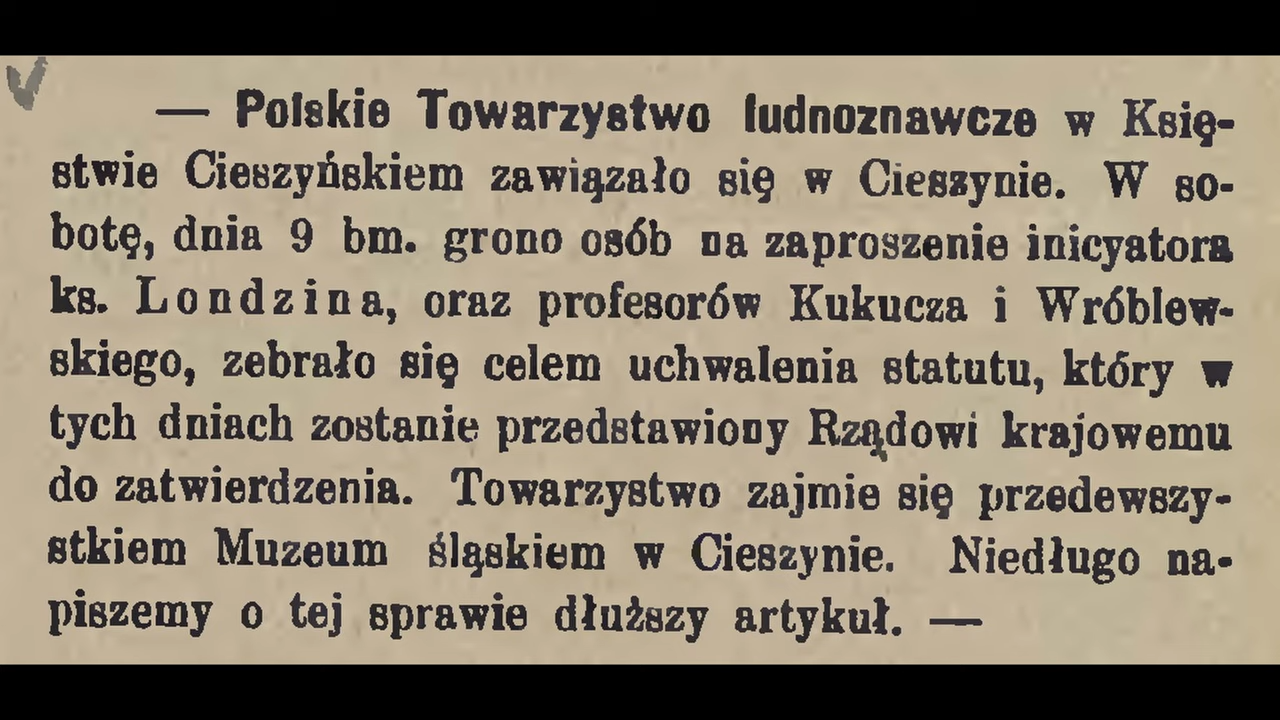 — Polskie Towarzystwo ludnoznawcze w Księ-
stwie Cieszyńskiem zawiązało się w Cieszynie. W so-
botę, dnia 9 bm. grono osób na zaproszenie inicyatora
ks. Londzina, oraz profesorów Kukucza i Wróblew-
skiego, zebrało się celem uchwalenia statutu, który w
tych dniach zostanie przedstawiony Rządowi krajowemu
do zatwierdzenia. Towarzystwo zajmie się przedewszy-
stkiem Muzeum śląskiem w Cieszynie. Niedługo na-
piszemy o tej sprawie dłuższy artykuł. —